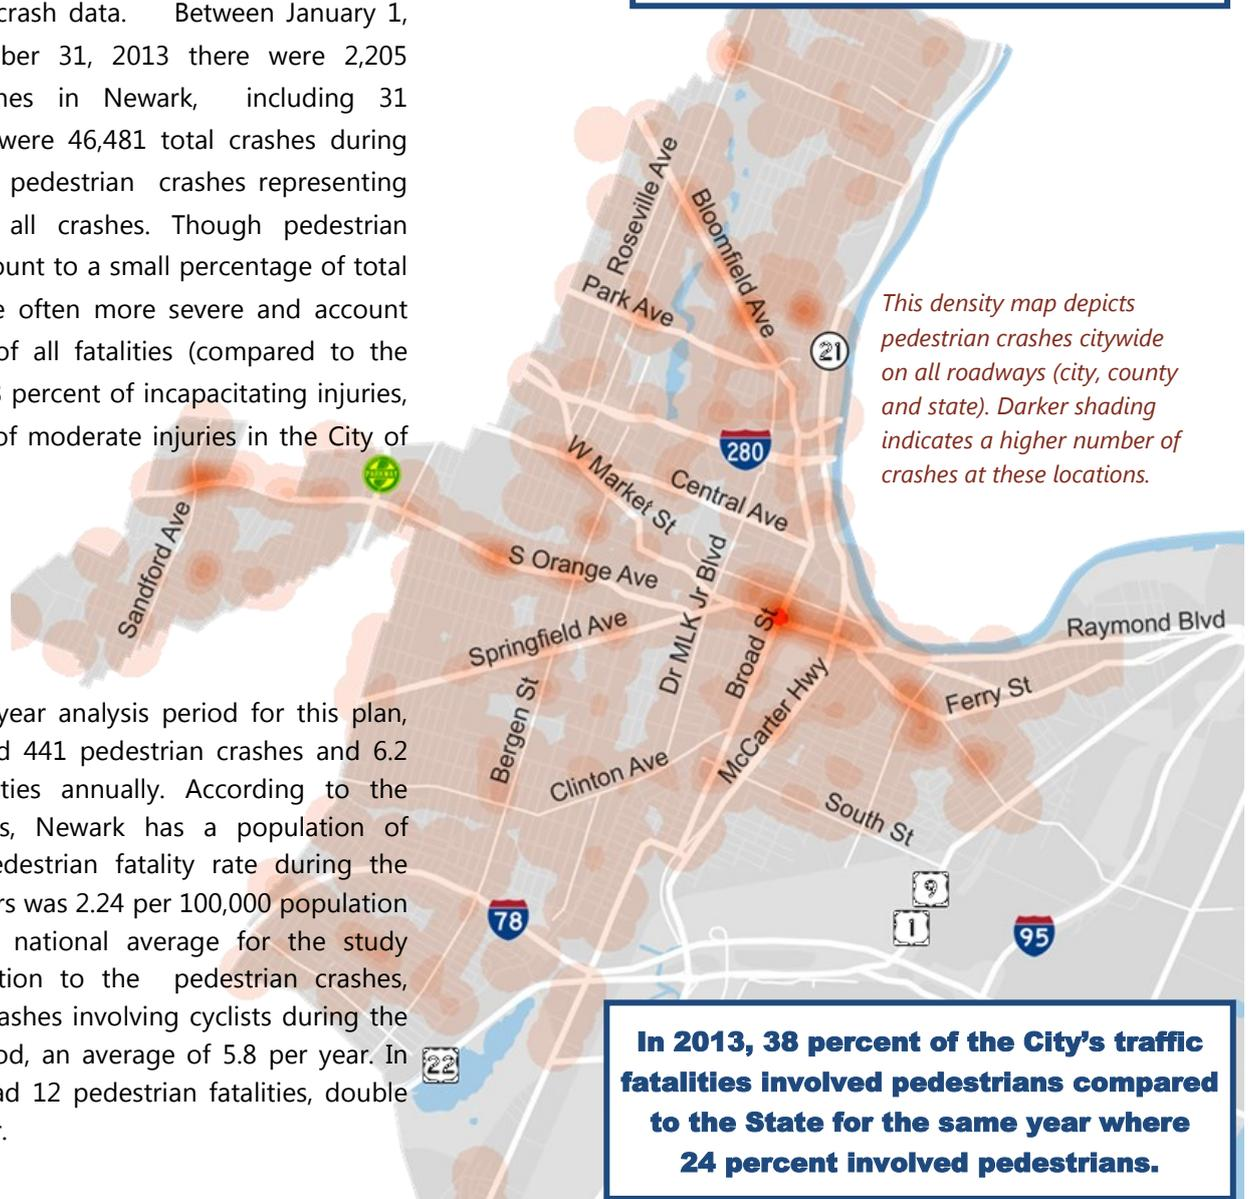 crash data. Between January 1,
ber 31, 2013 there were 2,205
nes in Newark, including 31
were 46,481 total crashes during
pedestrian crashes representing
all crashes. Though pedestrian
ount to a small percentage of total
e often more severe and account
of all fatalities (compared to the
percent of incapacitating injuries,
of moderate injuries in the City of
year analysis period for this plan,
d 441 pedestrian crashes and 6.2
ties annually. According to the
s, Newark has a population of
edestrian fatality rate during the
rs was 2.24 per 100,000 population
national average for the study
tion to the pedestrian crashes,
ashes involving cyclists during the
od, an average of 5.8 per year. In
ad 12 pedestrian fatalities, double
Roseville Ave
Bloomfield Ave
Park Ave
21
This density map depicts
pedestrian crashes citywide
on all roadways (city, county
and state). Darker shading
indicates a higher number of
crashes at these locations.
280
W Market St
Central Ave
PARKWAY
Sandford Ave
S Orange Ave
Dr MLK Jr Blvd
Springfield Ave
Broad St
Raymond Blvd
Ferry St
McCarter Hwy
Bergen St
Clinton Ave
South St
9
1
78
95
22
In 2013, 38 percent of the City's traffic
fatalities involved pedestrians compared
to the State for the same year where
24 percent involved pedestrians.